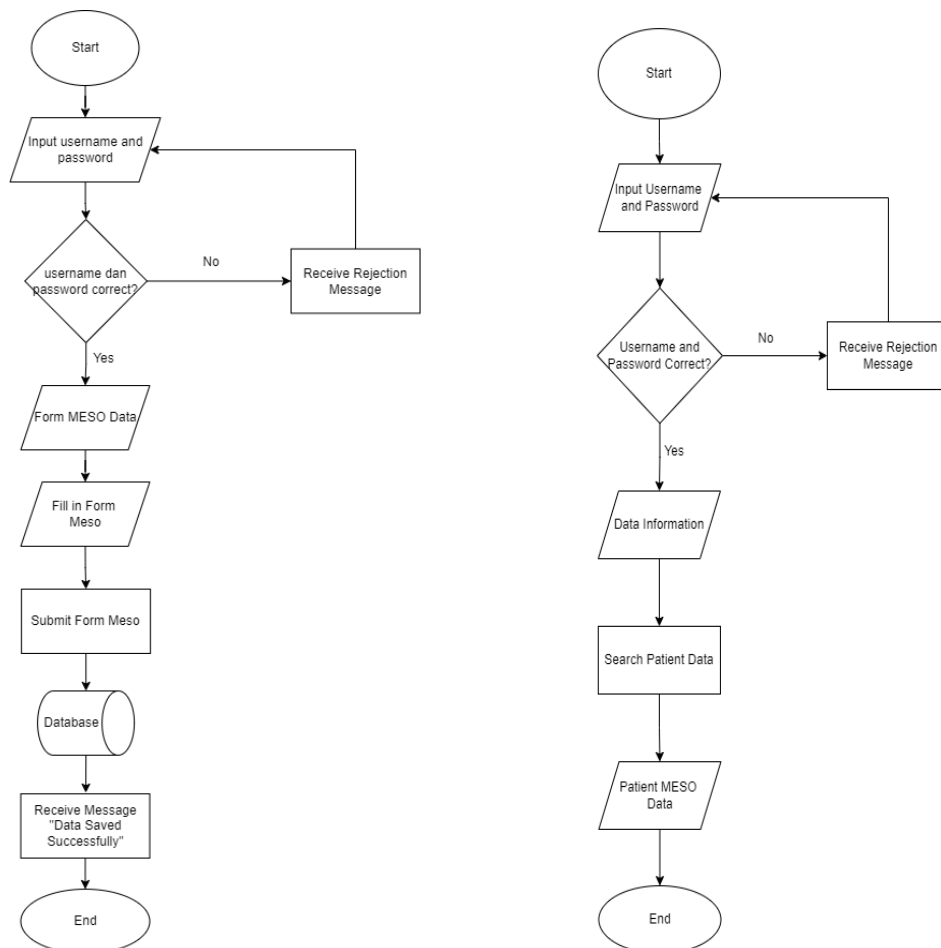 Start
Input username and
password
username dan
password correct?
No
Receive Rejection
Message
Yes
Form MESO Data
Fill in Form
Meso
Submit Form Meso
Database
Receive Message
"Data Saved
Successfully"
End
Start
Input Username
and Password
Username and
Password Correct?
No
Receive Rejection
Message
Yes
Data Information
Search Patient Data
Patient MESO
Data
End